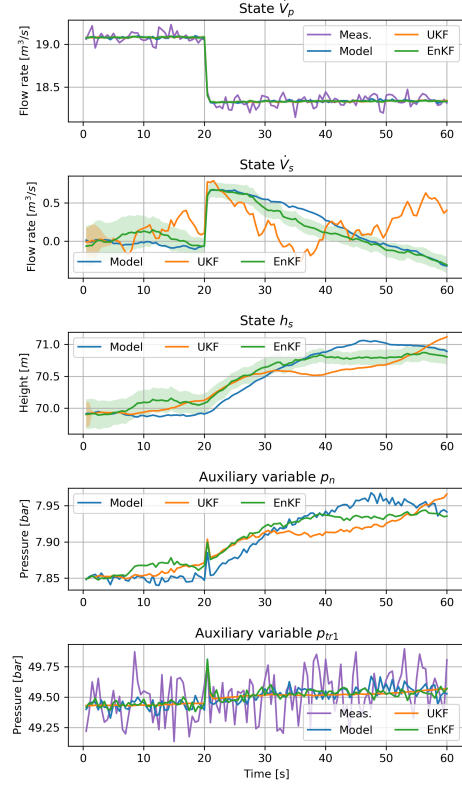 State V̇ₚ
Flow rate [m³/s]
19.0
18.5
Meas.
Model
UKF
EnKF
0 10 20 30 40 50 60
State V̇ₛ
Flow rate [m³/s]
0.5
0.0
Model UKF EnKF
0 10 20 30 40 50 60
State hₛ
Height [m]
71.0
70.5
70.0
Model UKF EnKF
0 10 20 30 40 50 60
Auxiliary variable pₙ
Pressure [bar]
7.95
7.90
7.85
Model UKF EnKF
0 10 20 30 40 50 60
Auxiliary variable pₜᵣ₁
Pressure [bar]
49.75
49.50
49.25
Meas.
Model
UKF
EnKF
0 10 20 30 40 50 60
Time [s]